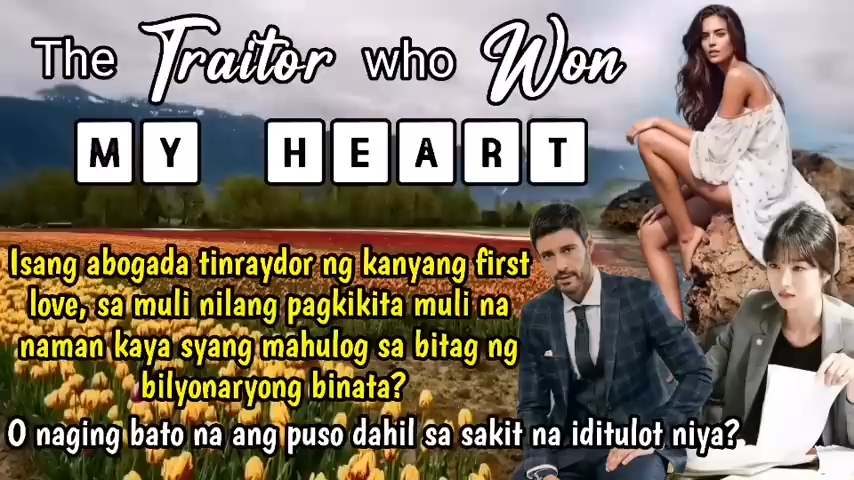 The Traitor who Won
MY HEART
Isang abogada tinraydor ng kanyang first
love, sa muli nilang pagkikita muli na
naman kaya syang mahulog sa bitag ng
bilyonaryong binata?
O naging bato na ang puso dahil sa sakit na iditulot niya?